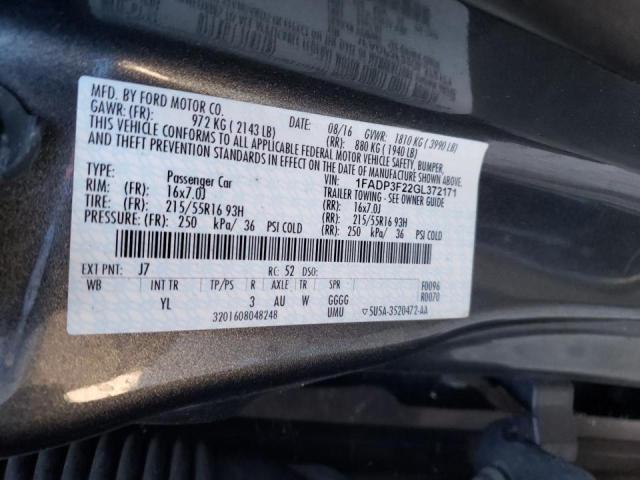 MFD. BY FORD MOTOR CO.
DATE: 08/16 GVWR: 1810 KG ( 3990 LB)
GAWR: (FR): 972 KG ( 2143 LB) (RR): 880 KG ( 1940 LB)
THIS VEHICLE CONFORMS TO ALL APPLICABLE FEDERAL MOTOR VEHICLE SAFETY, BUMPER,
AND THEFT PREVENTION STANDARDS IN EFFECT ON THE DATE OF MANUFACTURE SHOWN ABOVE.
VIN: 1FADP3F22GL372171
TYPE: Passenger Car TRAILER TOWING - SEE OWNER GUIDE
RIM: (FR): 16x7.0J (RR): 16x7.0J
TIRE: (FR): 215/55R16 93H (RR): 215/55R16 93H
PRESSURE: (FR): 250 kPa/ 36 PSI COLD (RR): 250 kPa/ 36 PSI COLD
EXT PNT: J7 RC: 52 DSO:
WB INT TR TP/PS R AXLE TR SPR F0096
YL 3 AU W GGGG R0070
3201608048248 UMU 5U5A-3520472-AA